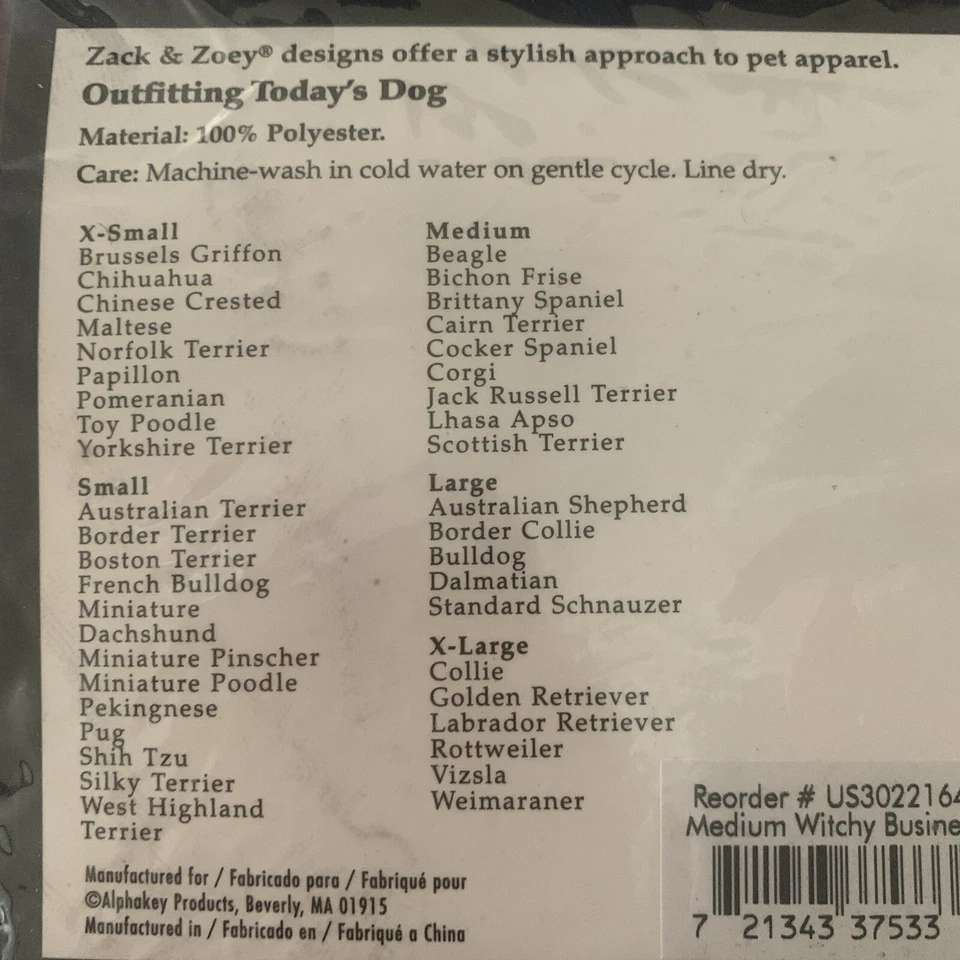 Zack & Zoey® designs offer a stylish approach to pet apparel.
Outfitting Today's Dog
Material: 100% Polyester.
Care: Machine-wash in cold water on gentle cycle. Line dry.
X-Small
Brussels Griffon
Chihuahua
Chinese Crested
Maltese
Norfolk Terrier
Papillon
Pomeranian
Toy Poodle
Yorkshire Terrier
Small
Australian Terrier
Border Terrier
Boston Terrier
French Bulldog
Miniature
Dachshund
Miniature Pinscher
Miniature Poodle
Pekingnese
Pug
Shih Tzu
Silky Terrier
West Highland
Terrier
Medium
Beagle
Bichon Frise
Brittany Spaniel
Cairn Terrier
Cocker Spaniel
Corgi
Jack Russell Terrier
Lhasa Apso
Scottish Terrier
Large
Australian Shepherd
Border Collie
Bulldog
Dalmatian
Standard Schnauzer
X-Large
Collie
Golden Retriever
Labrador Retriever
Rottweiler
Vizsla
Weimaraner
Manufactured for / Fabricado para / Fabriqué pour
©Alphakey Products, Beverly, MA 01915
Manufactured in / Fabricado en / Fabriqué a China
Reorder # US3022164
Medium Witchy Busine
7 21343 37533